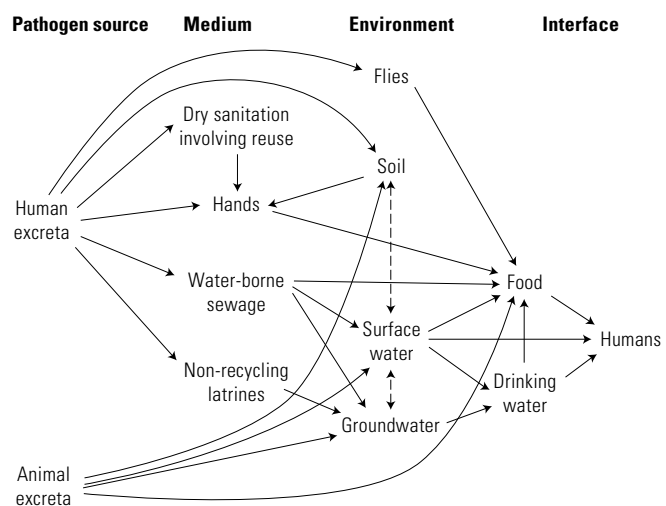 Pathogen source
Medium
Environment
Interface
Flies
Dry sanitation
involving reuse
Soil
Human
excreta
Hands
Water-borne
sewage
Food
Surface
water
Humans
Non-recycling
latrines
Drinking
water
Groundwater
Animal
excreta